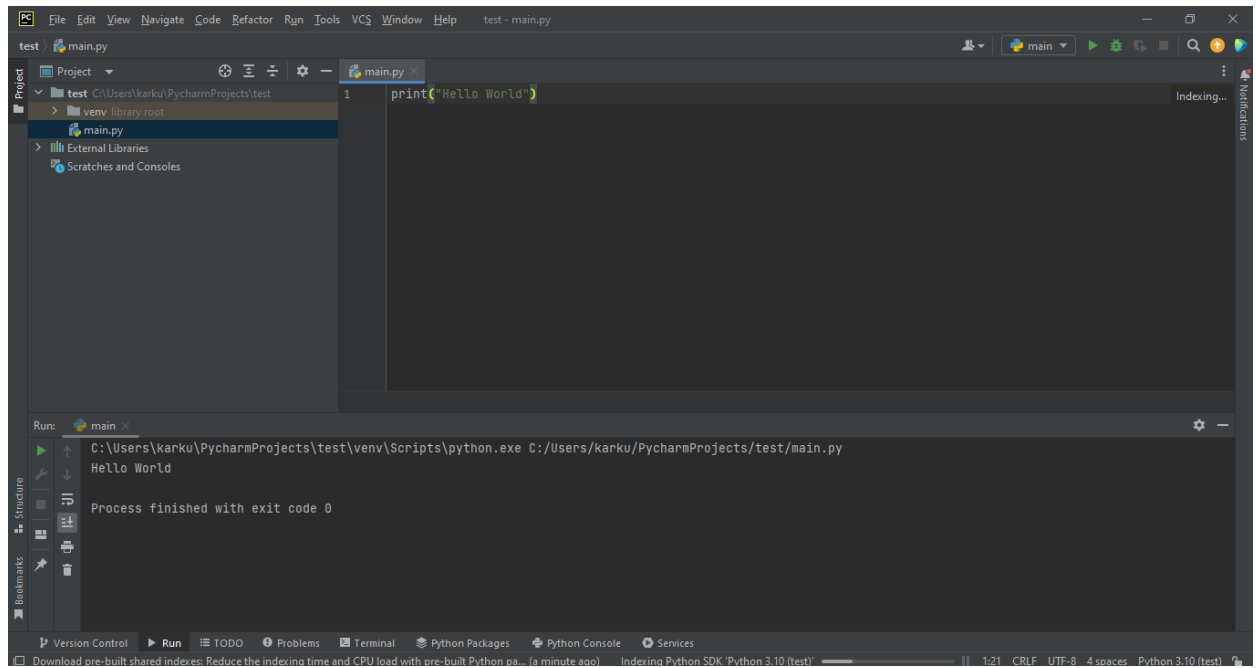 PC File Edit View Navigate Code Refactor Run Tools VCS Window Help test - main.py
test main.py main
Project Project main.py
test C:\Users\karku\PycharmProjects\test
venv library root
main.py
External Libraries
Scratches and Consoles
1 print("Hello World")
Indexing...
Notifications
Run: main
C:\Users\karku\PycharmProjects\test\venv\Scripts\python.exe C:/Users/karku/PycharmProjects/test/main.py
Hello World
Process finished with exit code 0
Structure
Bookmarks
Version Control Run TODO Problems Terminal Python Packages Python Console Services
Download pre-built shared indexes: Reduce the indexing time and CPU load with pre-built Python pa... (a minute ago) Indexing Python SDK 'Python 3.10 (test)' 1:21 CRLF UTF-8 4 spaces Python 3.10 (test)